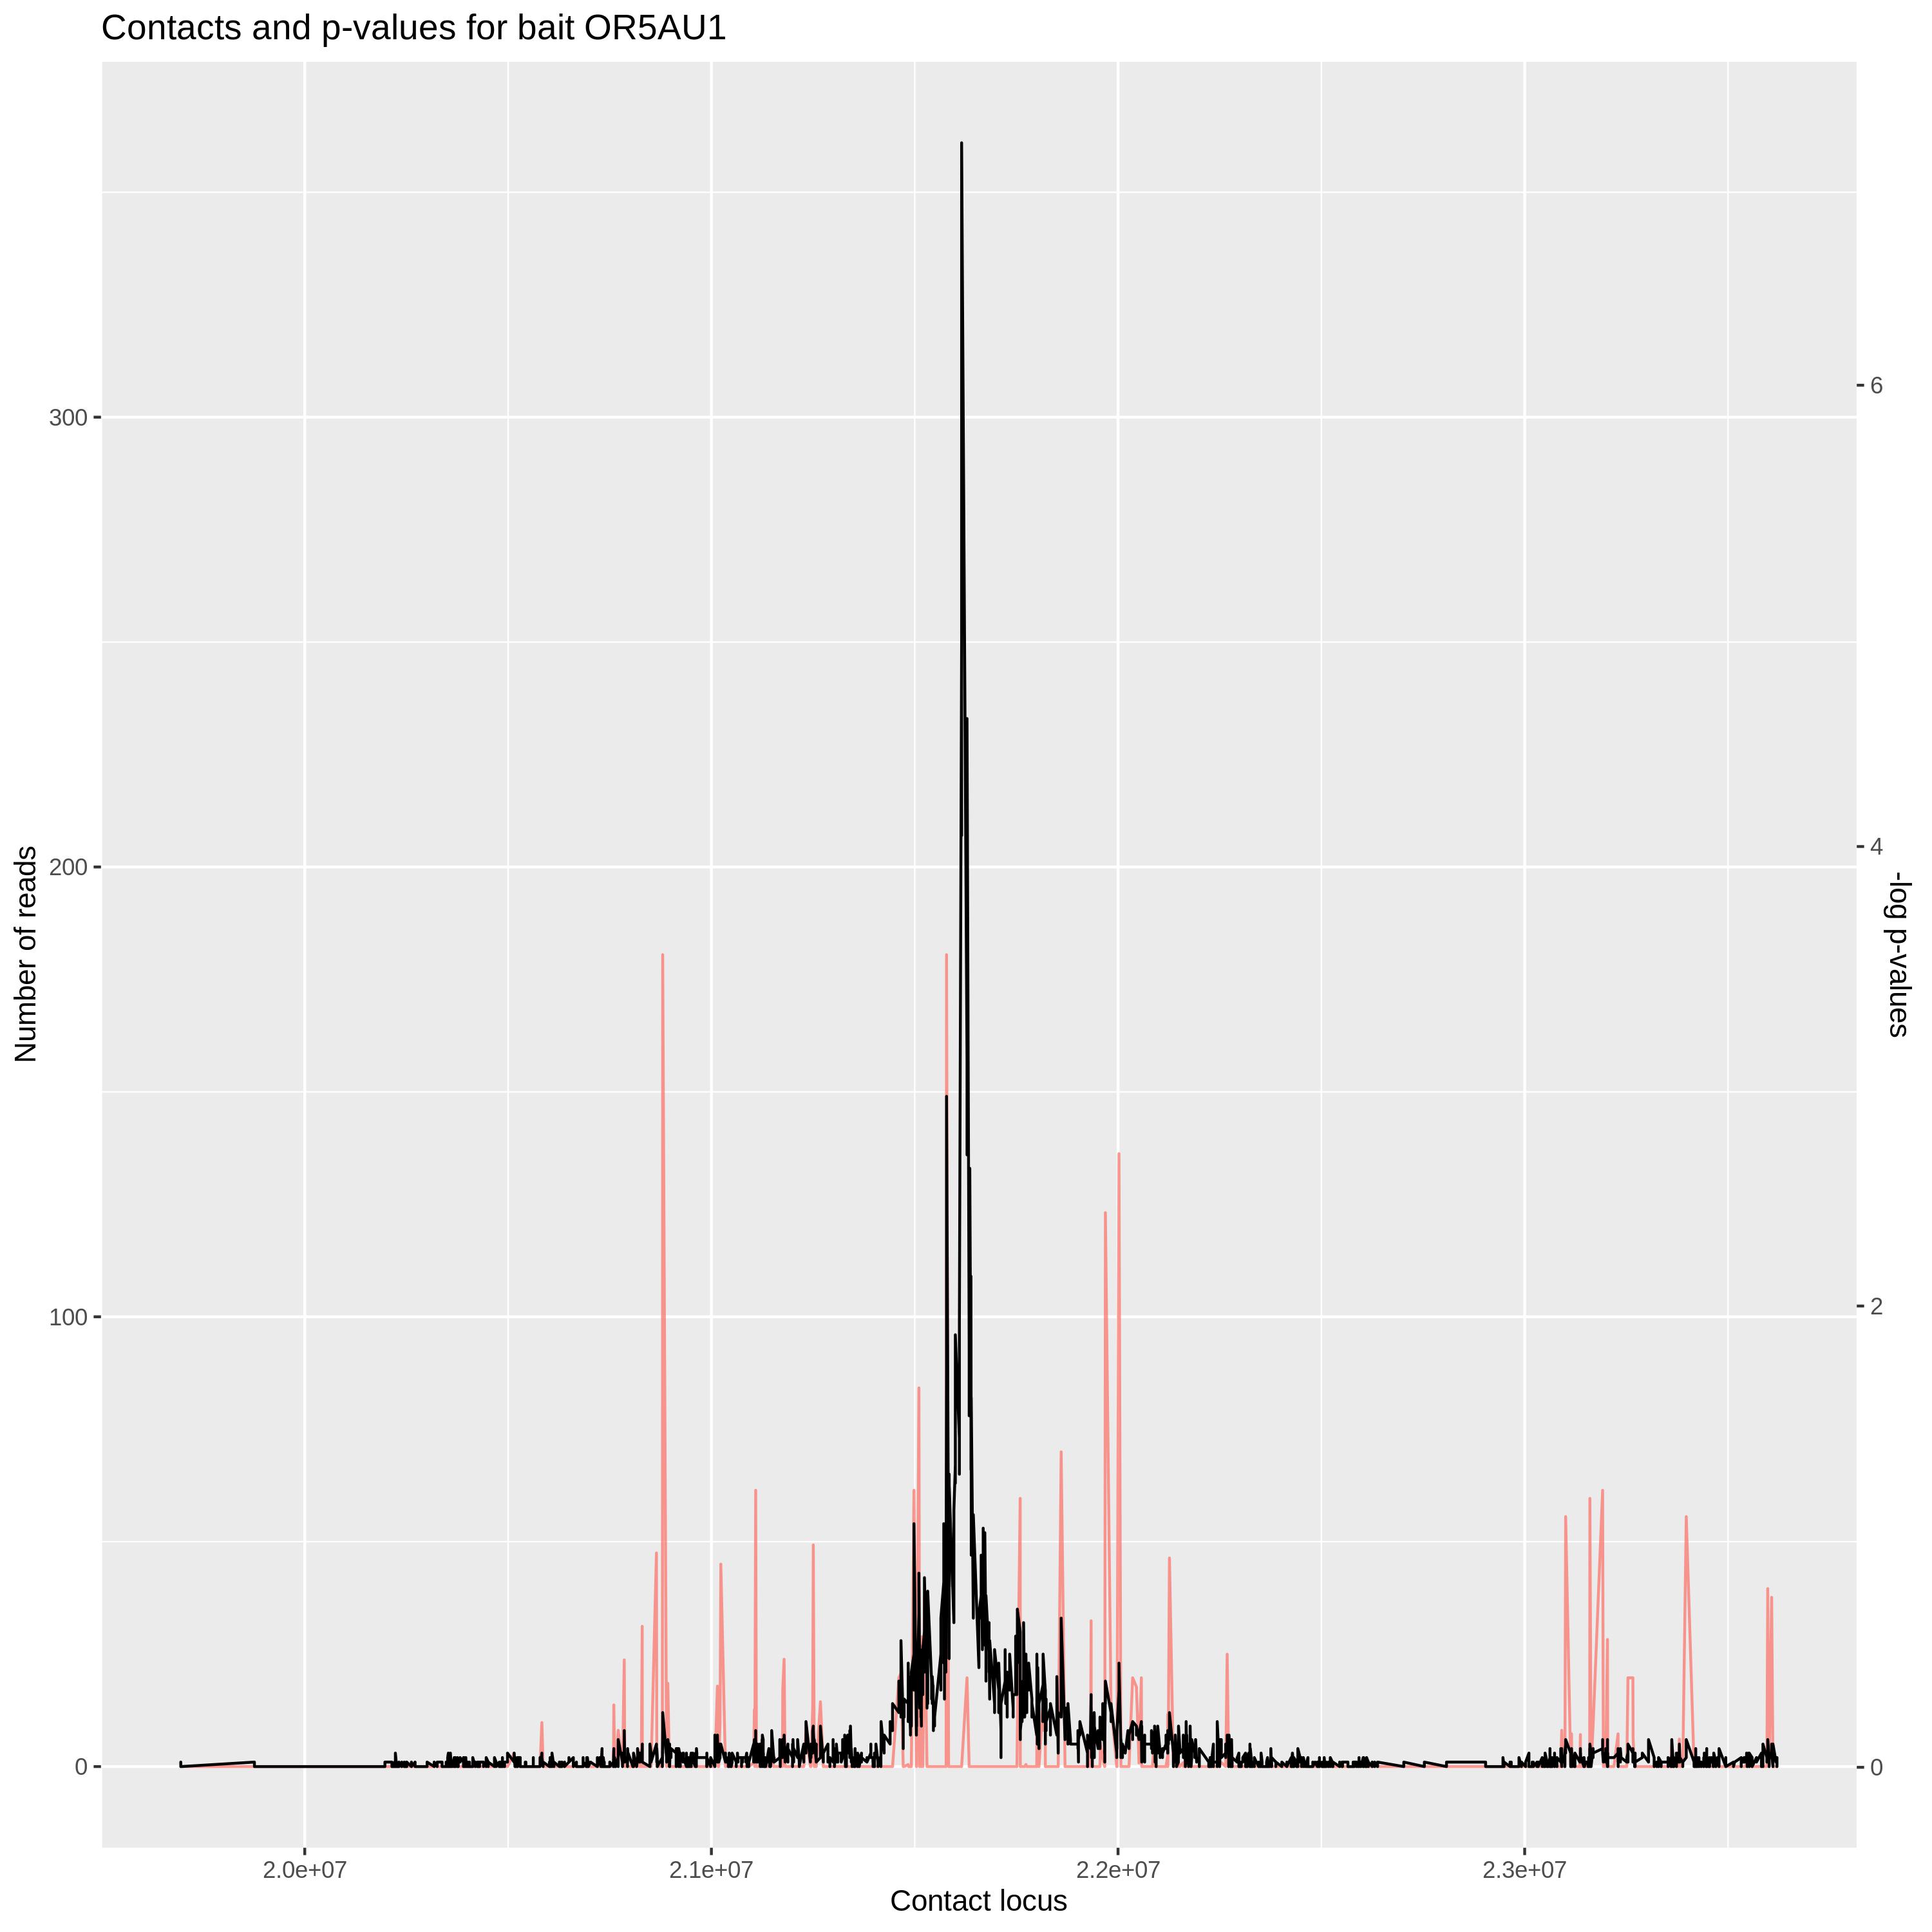 Contacts and p-values for bait OR5AU1
Number of reads
300
200
100
0
6
4
2
0
-log p-values
2.0e+07 2.1e+07 2.2e+07 2.3e+07
Contact locus